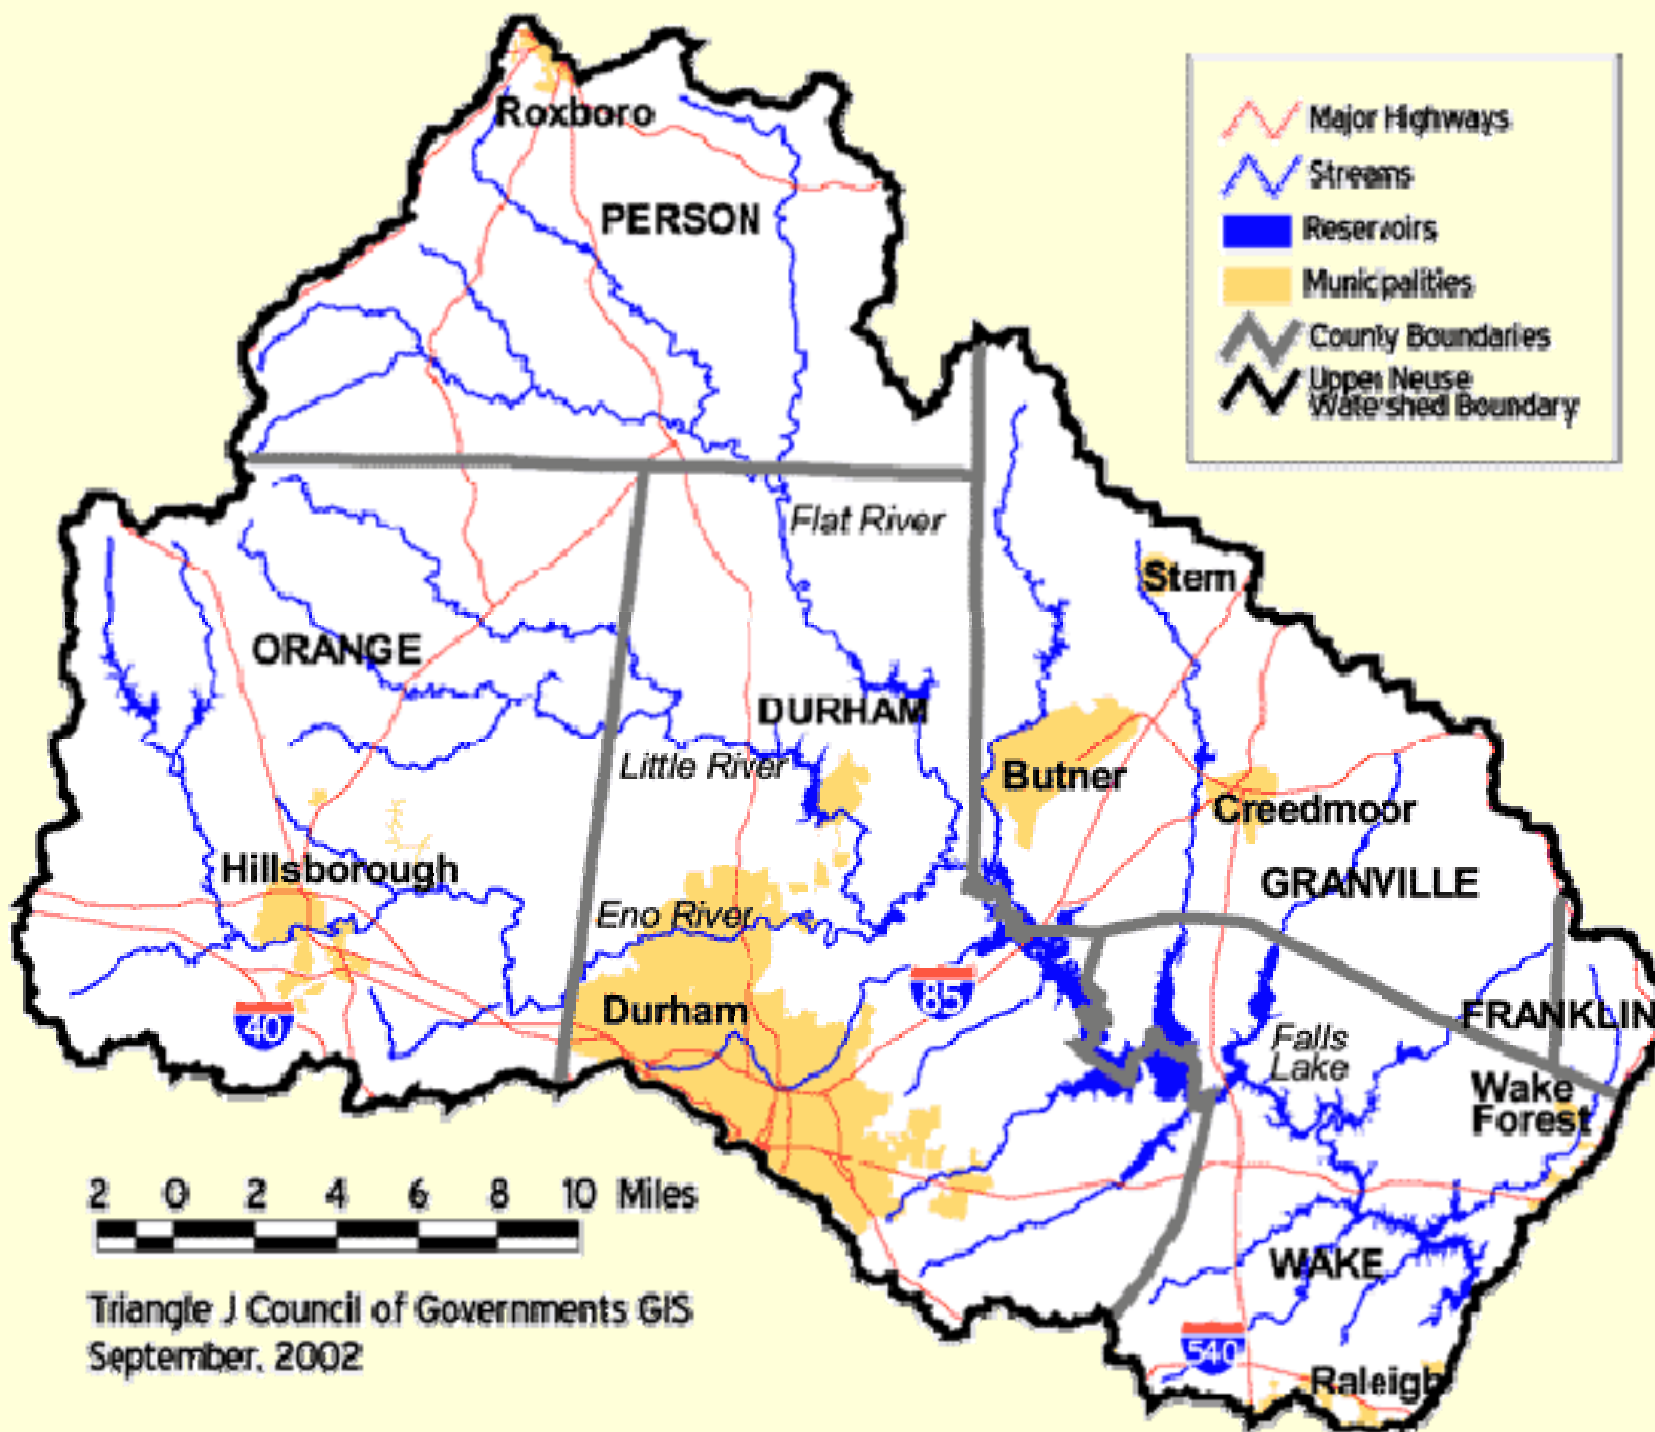 Roxboro
PERSON
Major Highways
Streams
Reservoirs
Municipalities
County Boundaries
Upper Neuse
Watershed Boundary
Flat River
Stem
ORANGE
DURHAM
Little River
Butner
Creedmoor
Hillsborough
GRANVILLE
Eno River
85
Durham
40
FRANKLIN
Falls
Lake
Wake
Forest
2 0 2 4 6 8 10 Miles
WAKE
Triangle J Council of Governments GIS
September, 2002
540
Raleigh